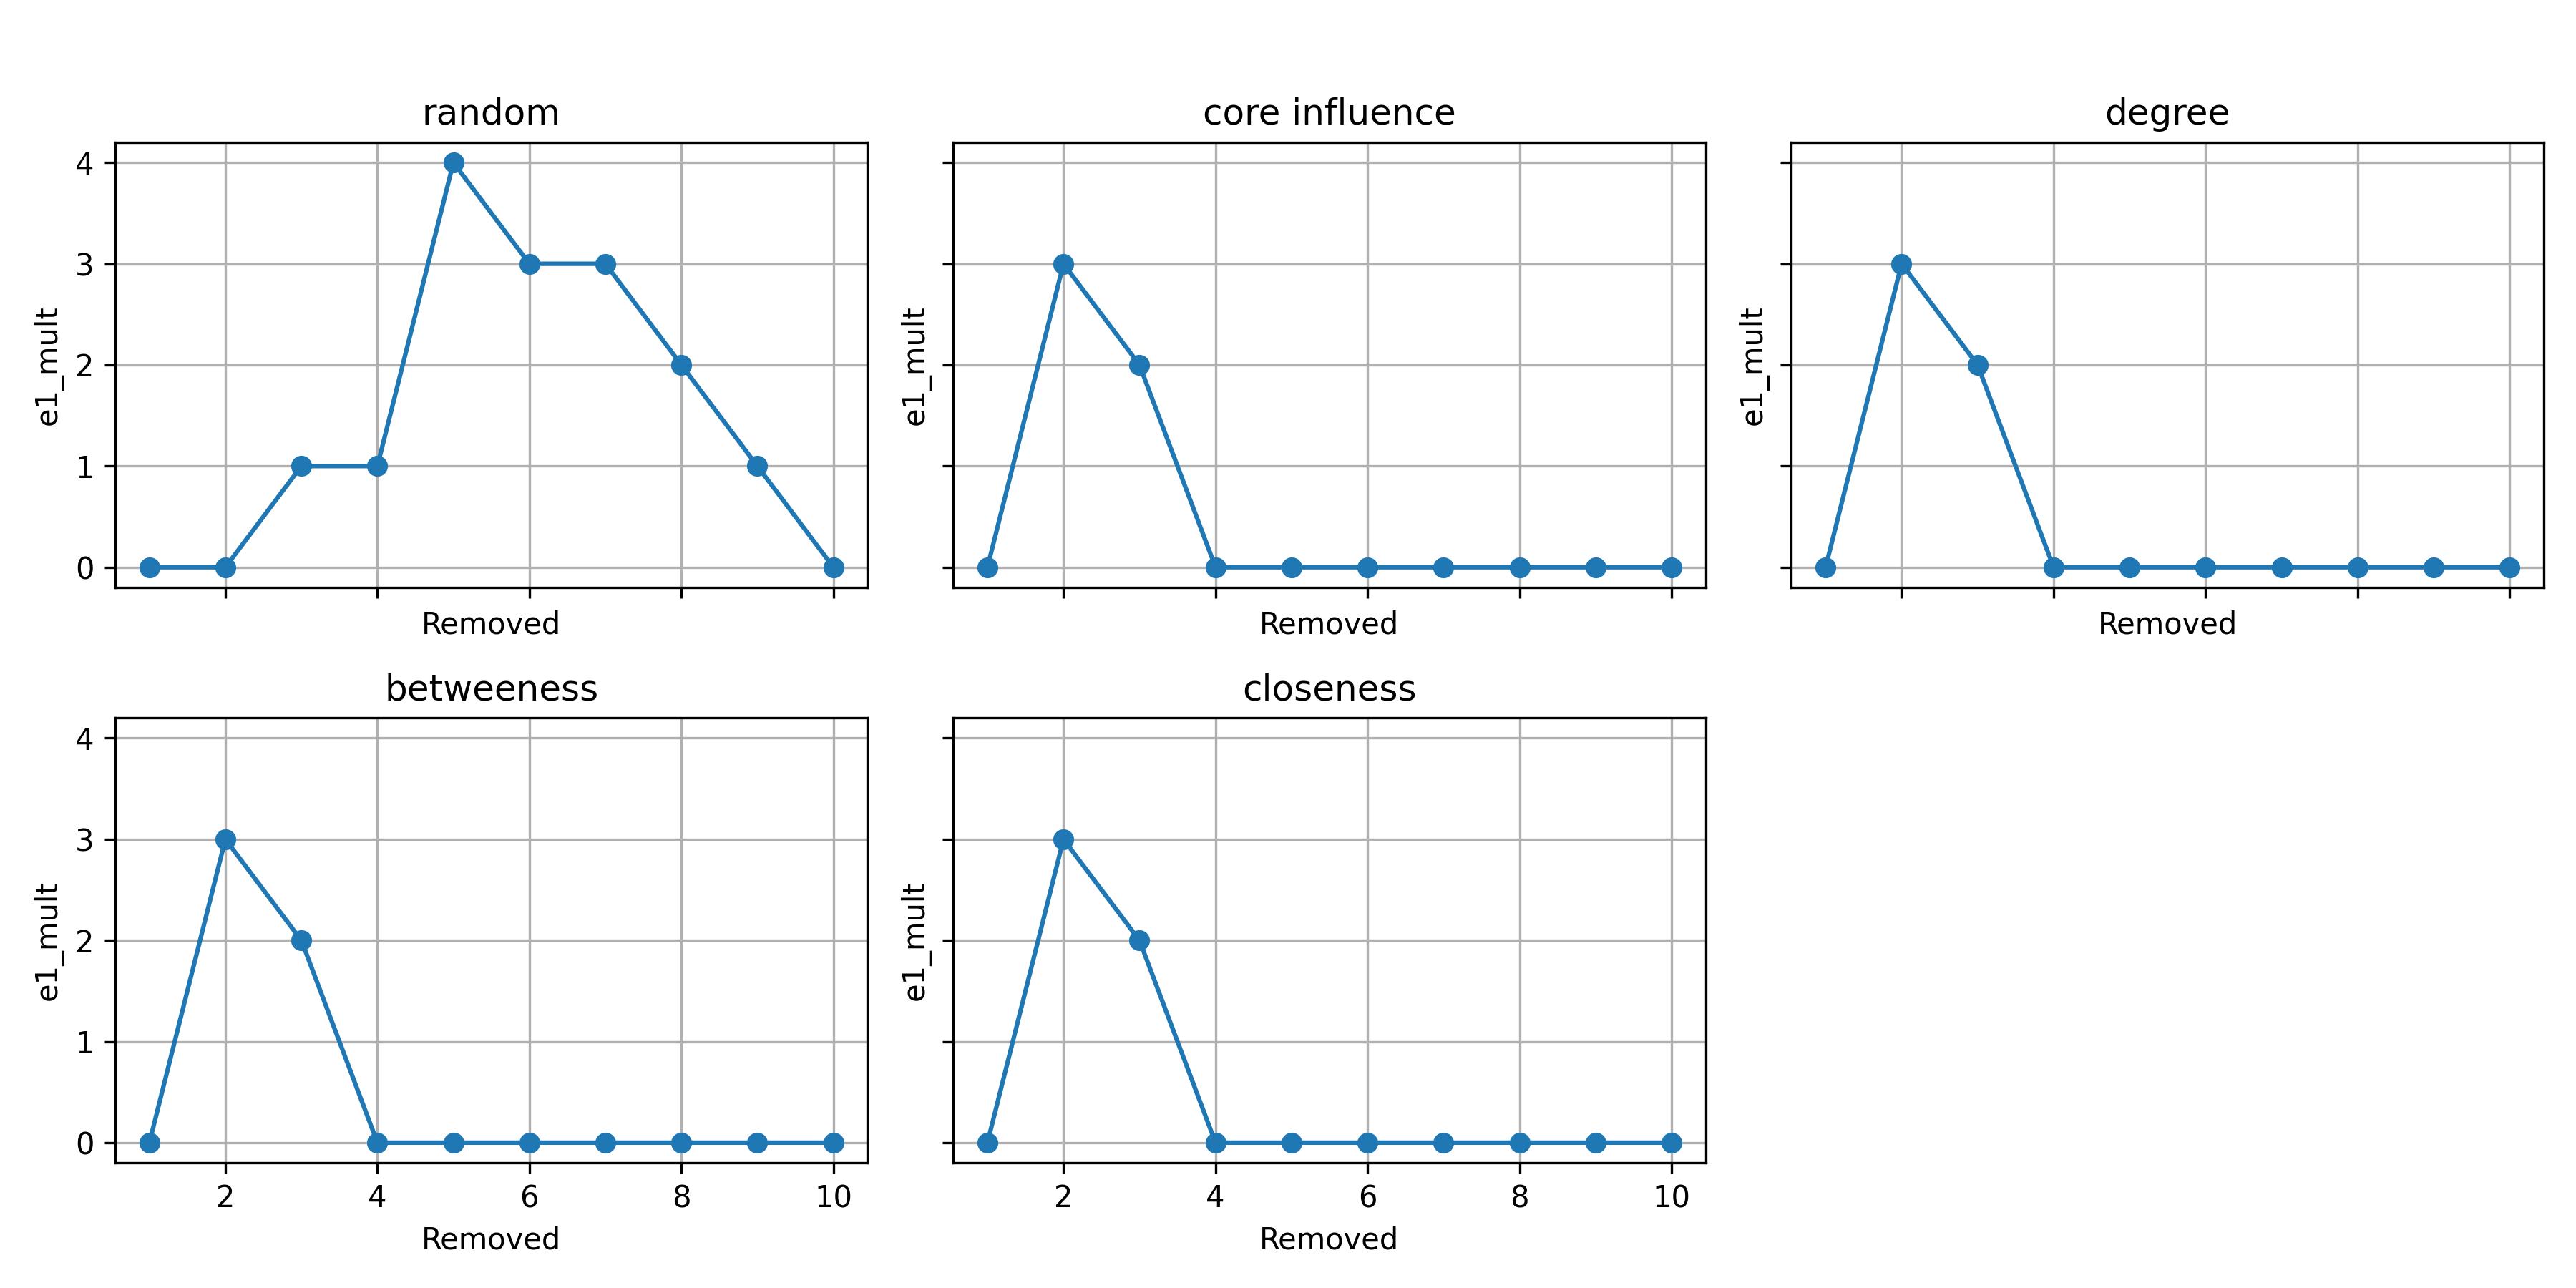 random
core influence
degree
4
3
2
1
0
e1_mult
e1_mult
e1_mult
Removed
Removed
Removed
betweeness
closeness
4
3
2
1
0
e1_mult
e1_mult
2 4 6 8 10
2 4 6 8 10
Removed
Removed